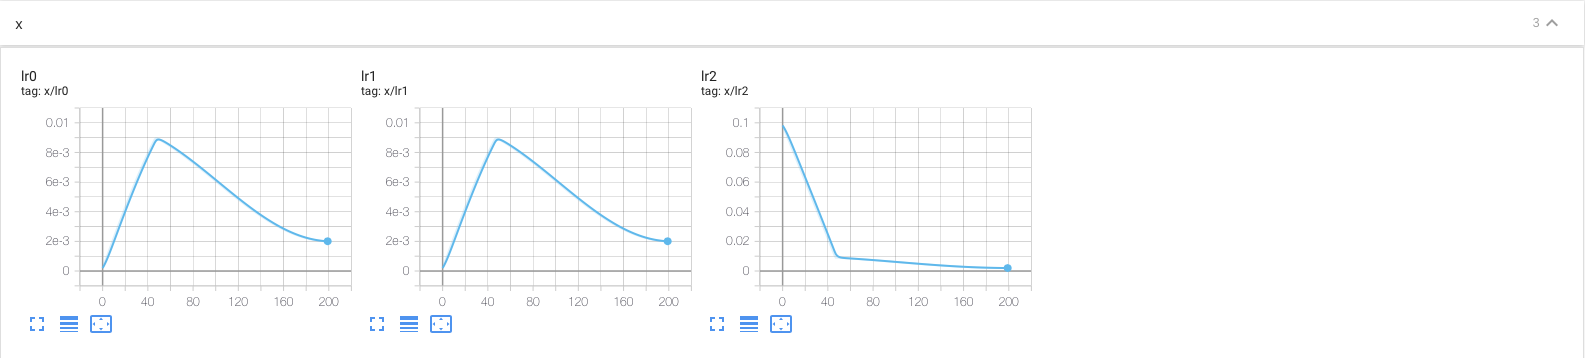 x
3
lr0
tag: x/lr0
0.01
8e-3
6e-3
4e-3
2e-3
0
0 40 80 120 160 200
lr1
tag: x/lr1
0.01
8e-3
6e-3
4e-3
2e-3
0
0 40 80 120 160 200
lr2
tag: x/lr2
0.1
0.08
0.06
0.04
0.02
0
0 40 80 120 160 200